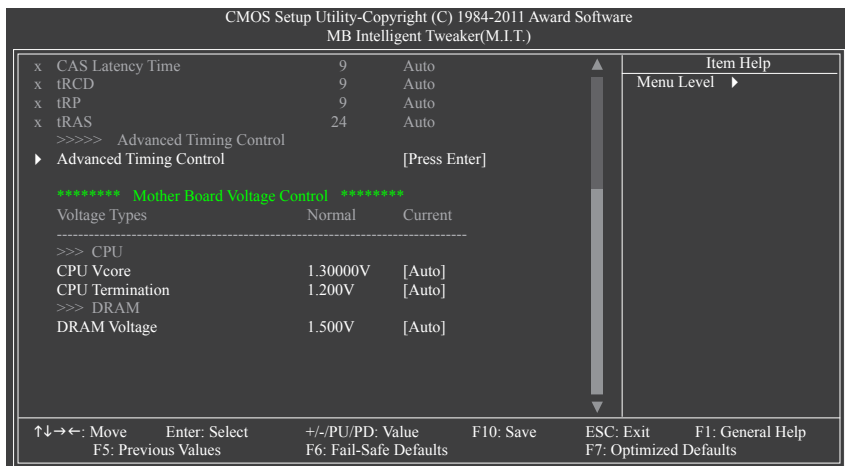 CMOS Setup Utility-Copyright (C) 1984-2011 Award Software
MB Intelligent Tweaker(M.I.T.)
x CAS Latency Time 9 Auto
x tRCD 9 Auto
x tRP 9 Auto
x tRAS 24 Auto
>>>>> Advanced Timing Control
Advanced Timing Control [Press Enter]
******** Mother Board Voltage Control ********
Voltage Types Normal Current
-----------------------------------------------------------------------------
>>> CPU
CPU Vcore 1.30000V [Auto]
CPU Termination 1.200V [Auto]
>>> DRAM
DRAM Voltage 1.500V [Auto]
Item Help
Menu Level
↑↓→←: Move Enter: Select +/-/PU/PD: Value F10: Save ESC: Exit F1: General Help
F5: Previous Values F6: Fail-Safe Defaults F7: Optimized Defaults